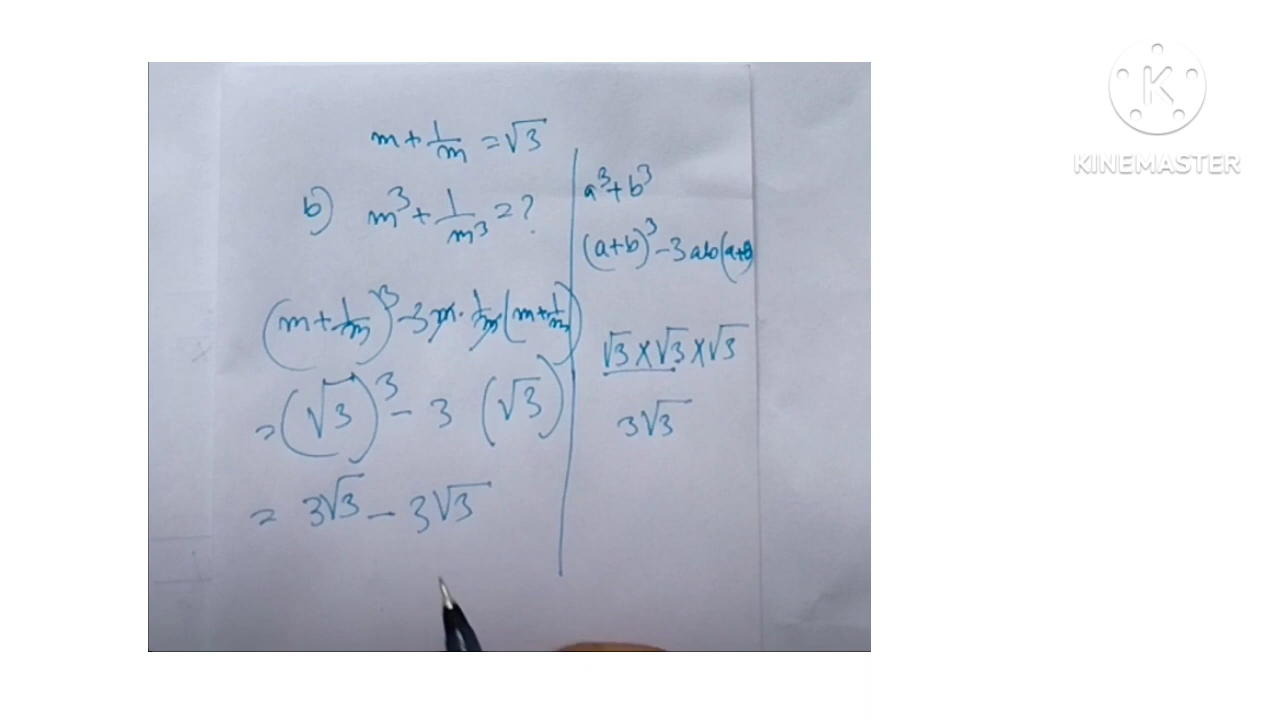 m + 1/m = √3
b) m³ + 1/m³ = ?
(m + 1/m)³ - 3 m · 1/m (m + 1/m)
= (√3)³ - 3 (√3)
= 3√3 - 3√3
a³ + b³
(a+b)³ - 3ab(a+b)
√3 × √3 × √3
3√3
KINEMASTER